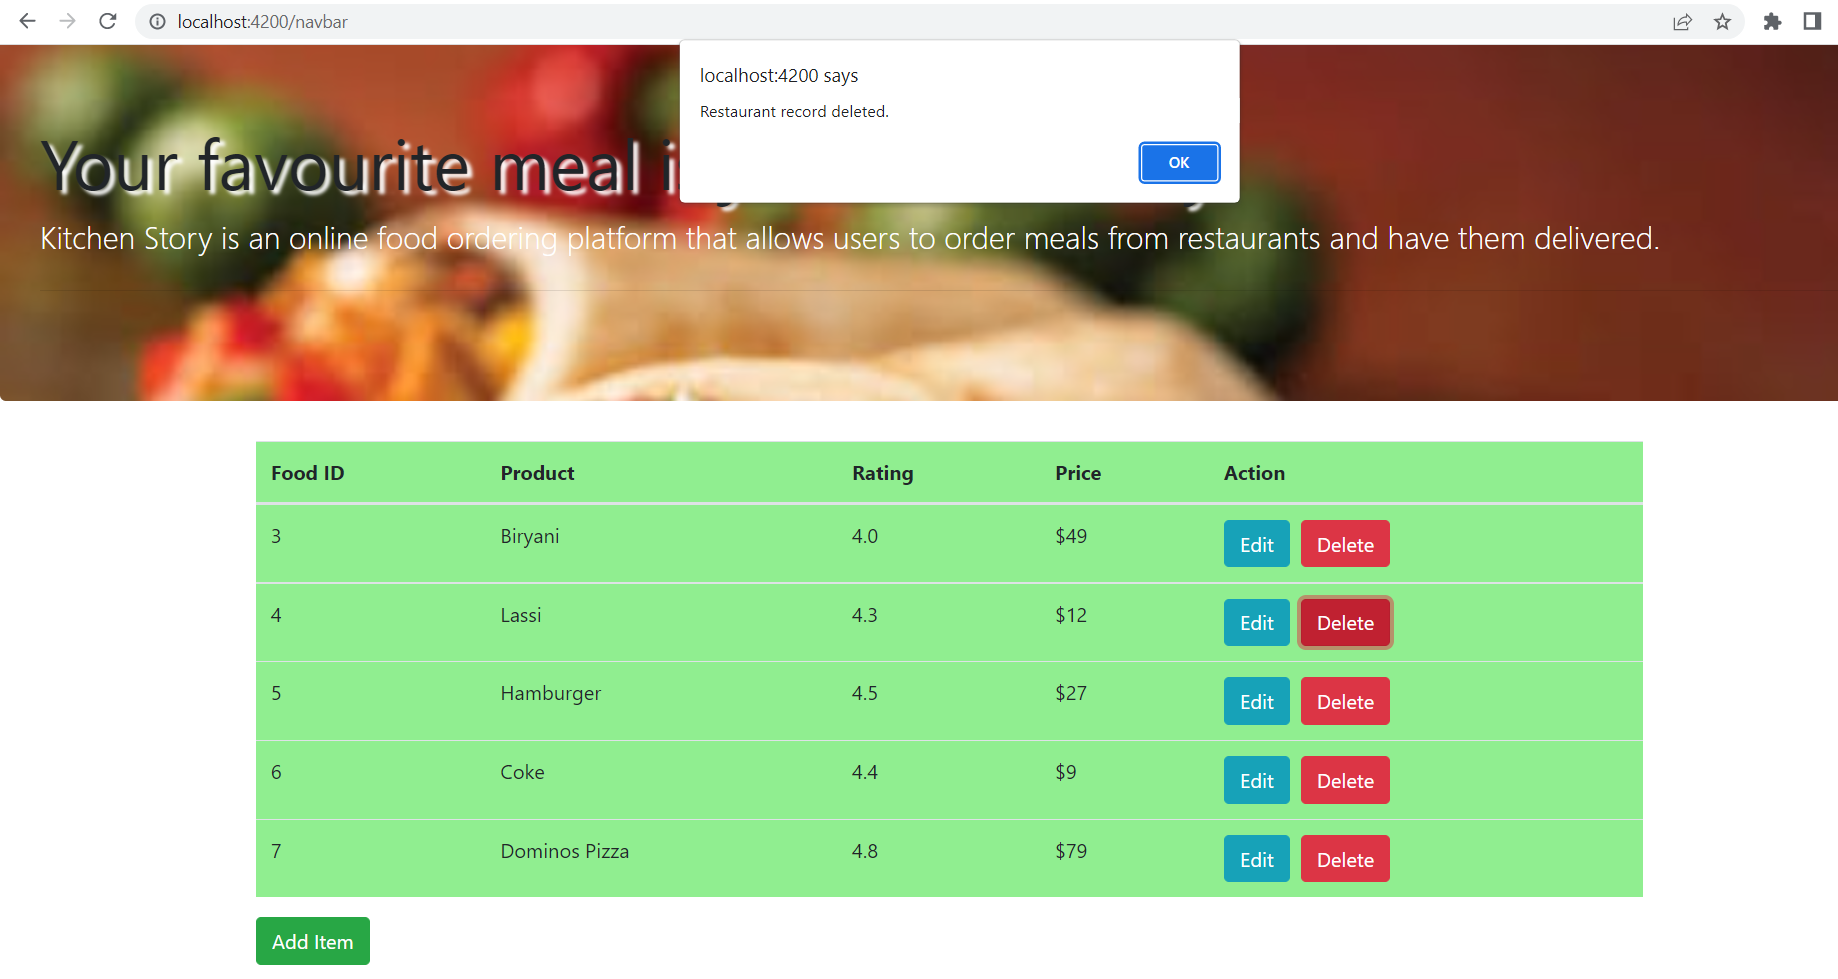 localhost:4200/navbar
localhost:4200 says
Restaurant record deleted.
OK
Your favourite meal
Kitchen Story is an online food ordering platform that allows users to order meals from restaurants and have them delivered.
Food ID Product Rating Price Action
3 Biryani 4.0 $49 Edit Delete
4 Lassi 4.3 $12 Edit Delete
5 Hamburger 4.5 $27 Edit Delete
6 Coke 4.4 $9 Edit Delete
7 Dominos Pizza 4.8 $79 Edit Delete
Add Item